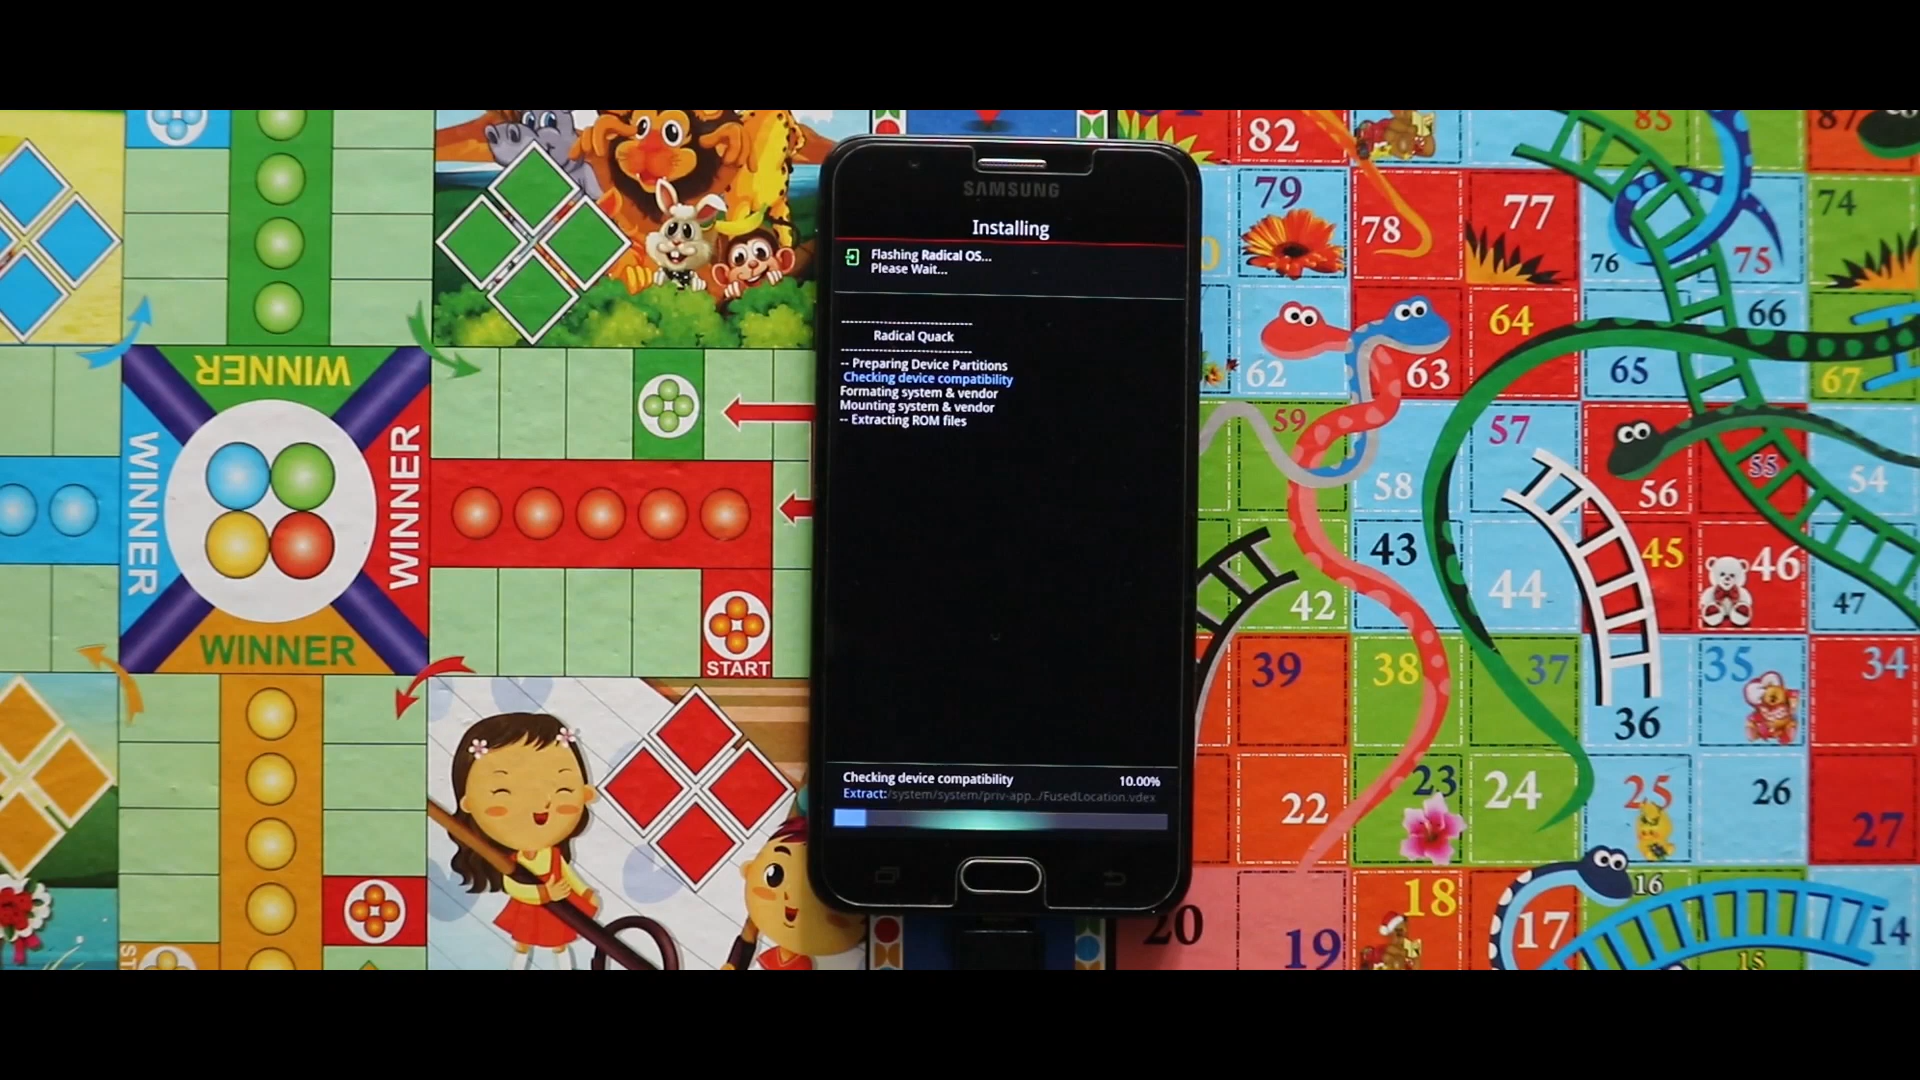 WINNER
WINNER
WINNER
WINNER
START
SAMSUNG
Installing
Flashing Radical OS...
Please Wait...
--------------------------------
Radical Quack
--------------------------------
-- Preparing Device Partitions
Checking device compatibility
Formating system & vendor
Mounting system & vendor
-- Extracting ROM files
Checking device compatibility 10.00%
Extract:/system/system/priv-app../FusedLocation.vdex
82 85 87
79 78 77 76 75 74
62 63 64 65 66 67
59 58 57 56 55 54
42 43 44 45 46 47
39 38 37 36 35 34
22 23 24 25 26 27
20 19 18 17 16 15 14